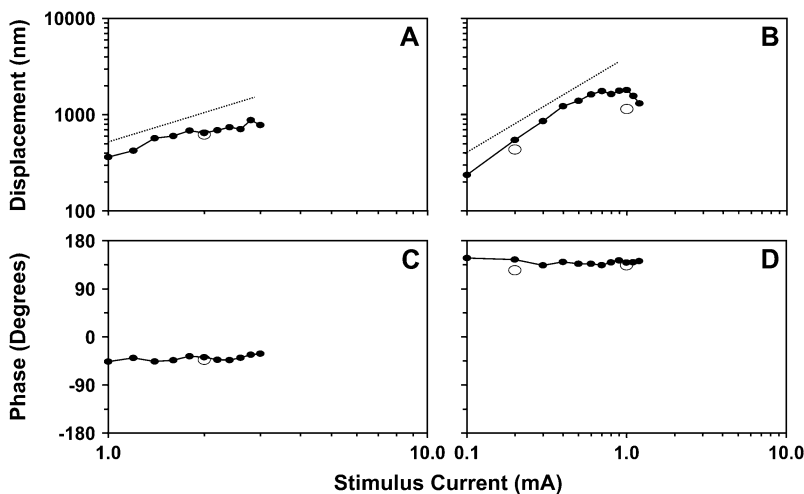 Displacement (nm)
10000
1000
100
A
B
Phase (Degrees)
180
90
0
-90
-180
C
D
1.0
10.0
0.1
1.0
10.0
Stimulus Current (mA)